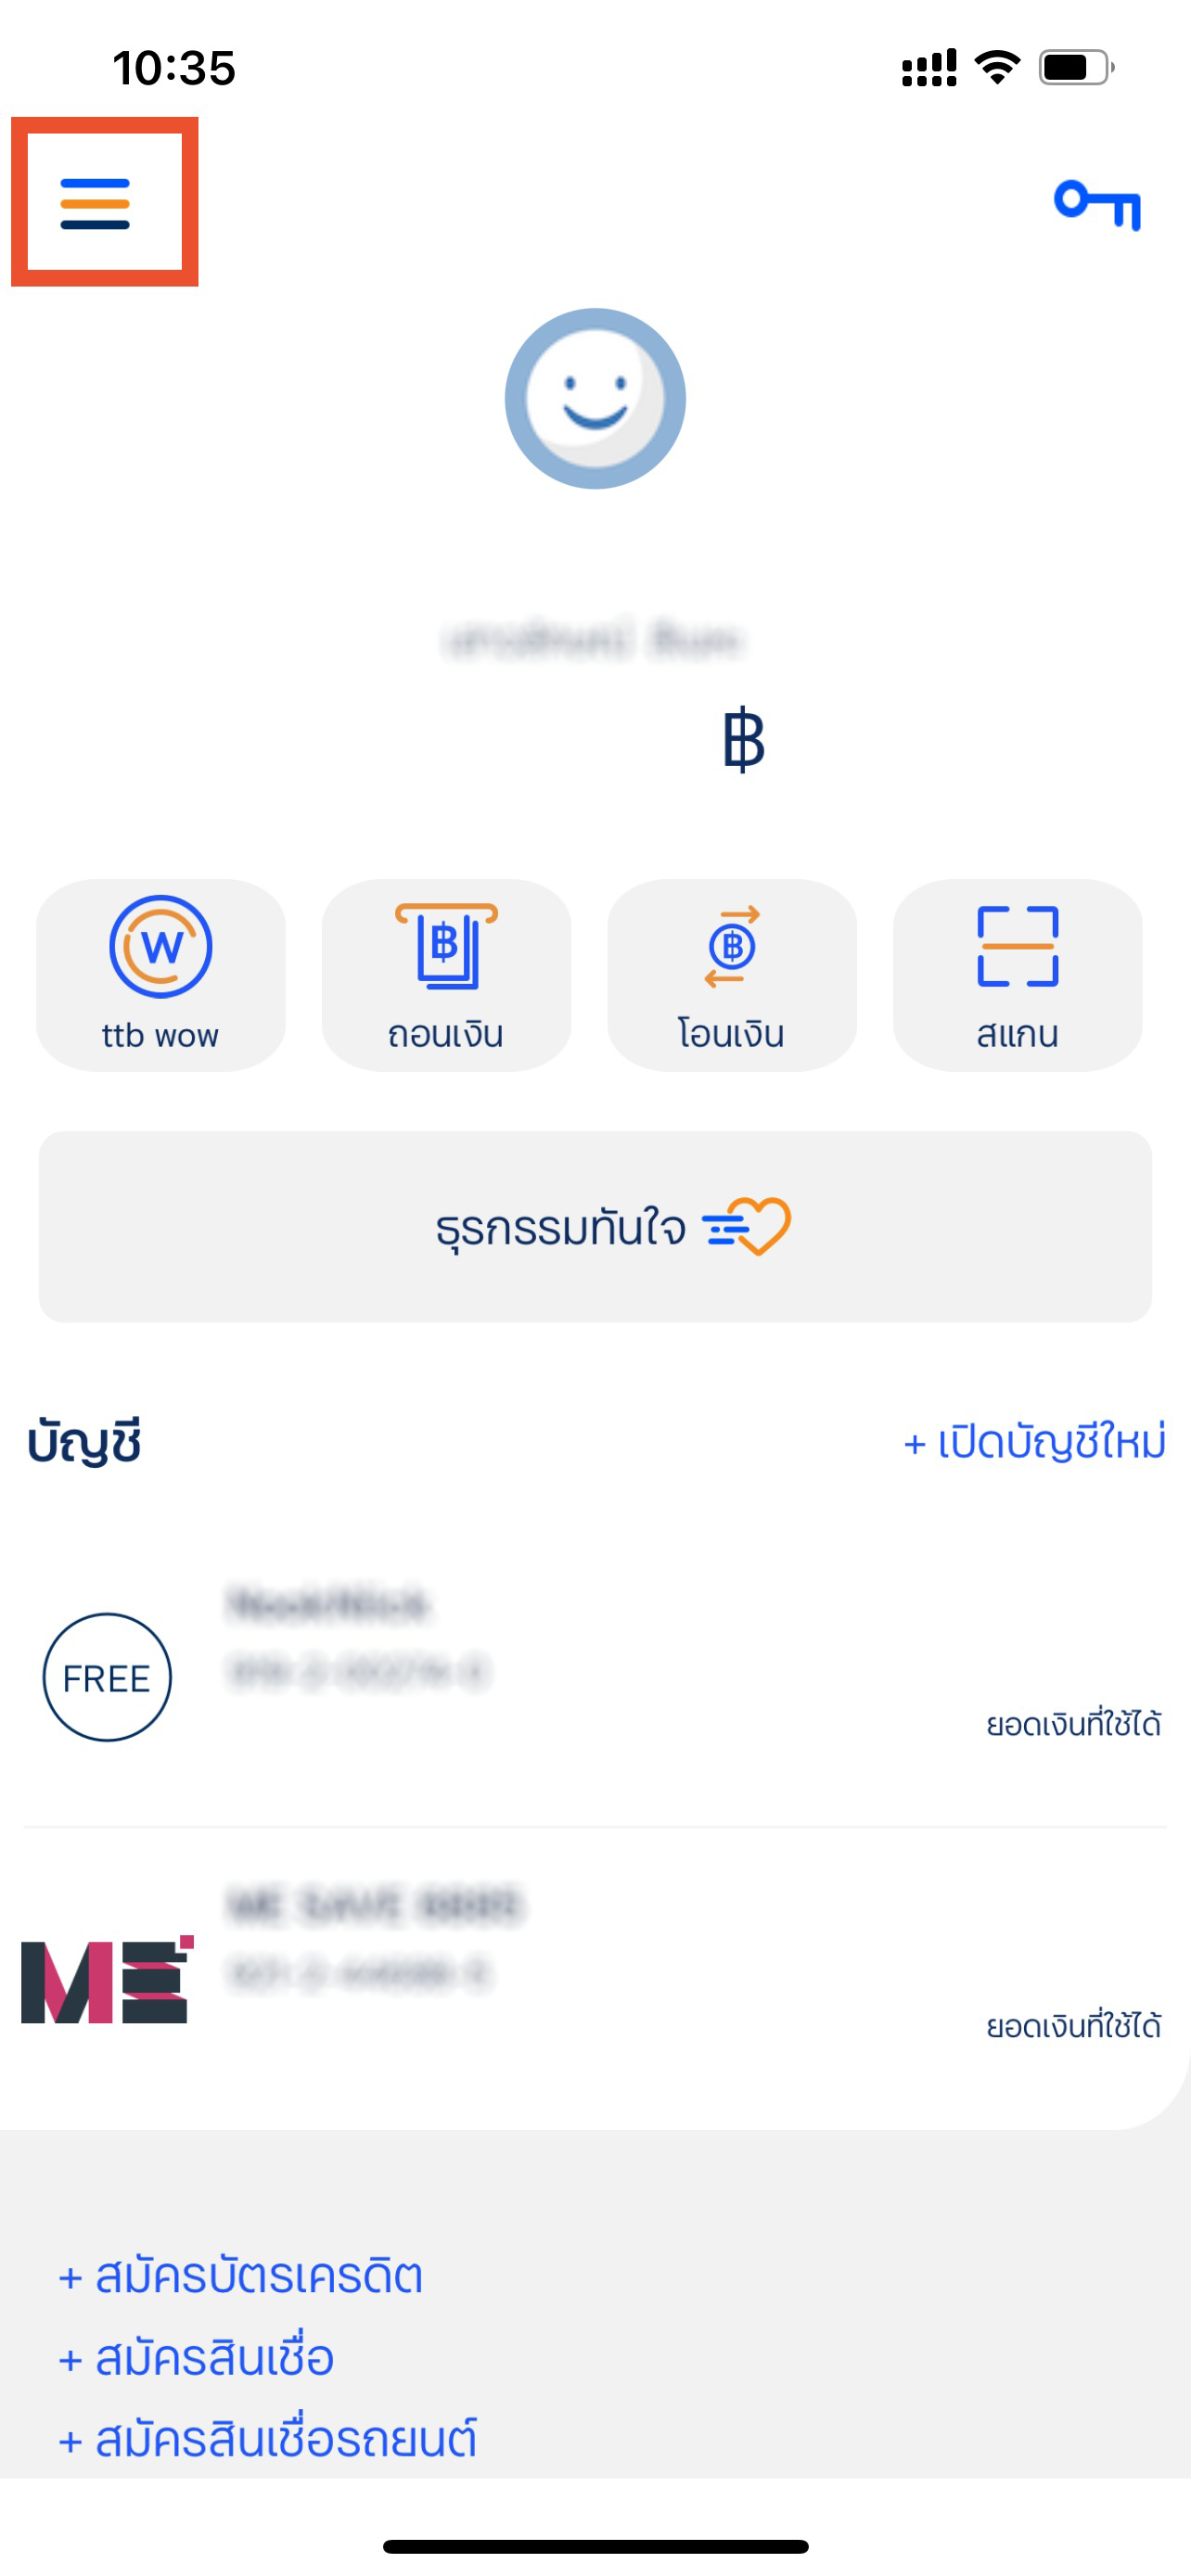 10:35
฿
W
฿
฿
ttb wow
ถอนเงิน
โอนเงิน
สแกน
ธุรกรรมทันใจ
บัญชี
+ เปิดบัญชีใหม่
FREE
ยอดเงินที่ใช้ได้
ME
ยอดเงินที่ใช้ได้
+ สมัครบัตรเครดิต
+ สมัครสินเชื่อ
+ สมัครสินเชื่อรถยนต์